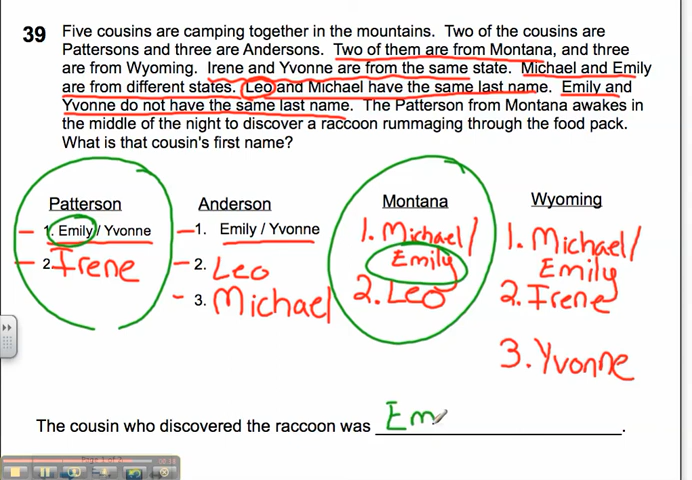 39 Five cousins are camping together in the mountains. Two of the cousins are
Pattersons and three are Andersons. Two of them are from Montana, and three
are from Wyoming. Irene and Yvonne are from the same state. Michael and Emily
are from different states. Leo and Michael have the same last name. Emily and
Yvonne do not have the same last name. The Patterson from Montana awakes in
the middle of the night to discover a raccoon rummaging through the food pack.
What is that cousin's first name?
Patterson
1. Emily / Yvonne
2. Irene
Anderson
1. Emily / Yvonne
2. Leo
3. Michael
Montana
1. Michael/
Emily
2. Leo
Wyoming
1. Michael/
Emily
2. Irene
3. Yvonne
The cousin who discovered the raccoon was Em.